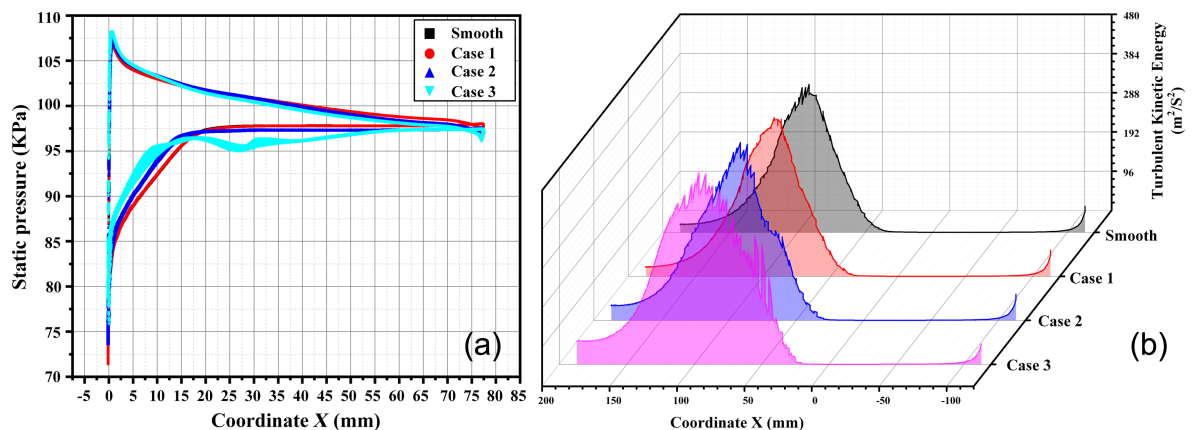 110
105
100
95
90
85
80
75
70
-5 0 5 10 15 20 25 30 35 40 45 50 55 60 65 70 75 80 85
Static pressure (KPa)
Coordinate X (mm)
Smooth
Case 1
Case 2
Case 3
(a)
480
384
288
192
96
Turbulent Kinetic Energy
(m²/S²)
Smooth
Case 1
Case 2
Case 3
200 150 100 50 0 -50 -100
Coordinate X (mm)
(b)